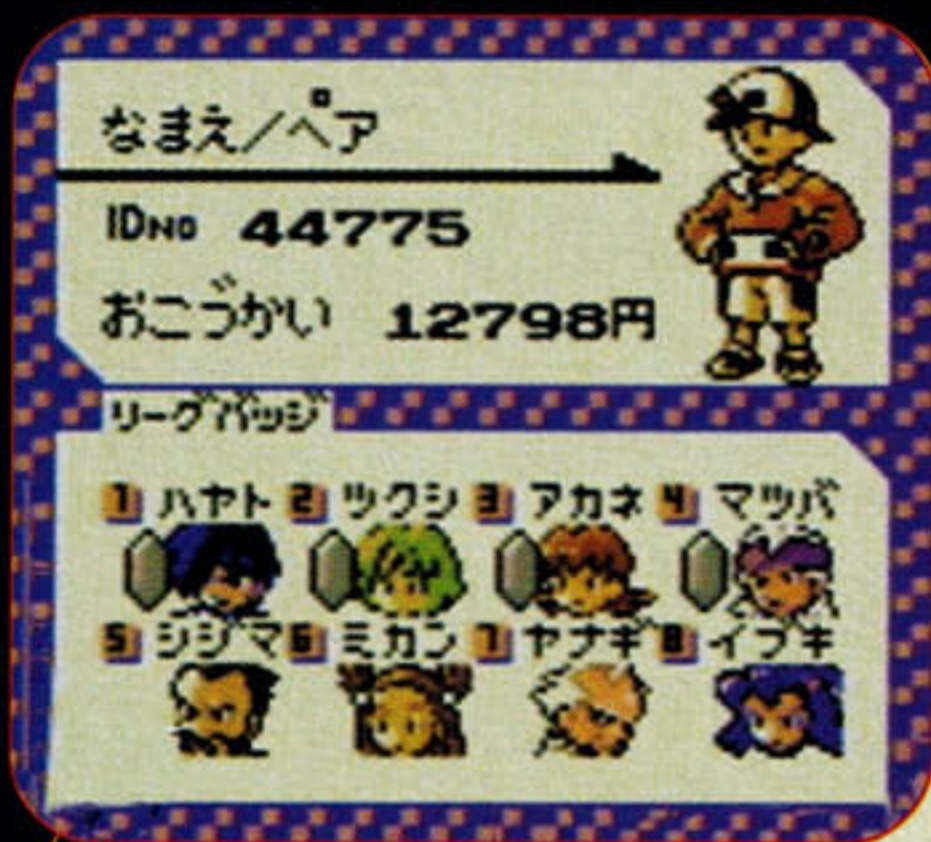 なまえ／ペア
IDNO 44775
おこづかい 12798円
リーグバッジ
1 ハヤト 2 ツクシ 3 アカネ 4 マツバ
5 シジマ 6 ミカン 7 ヤナギ 8 イブキ